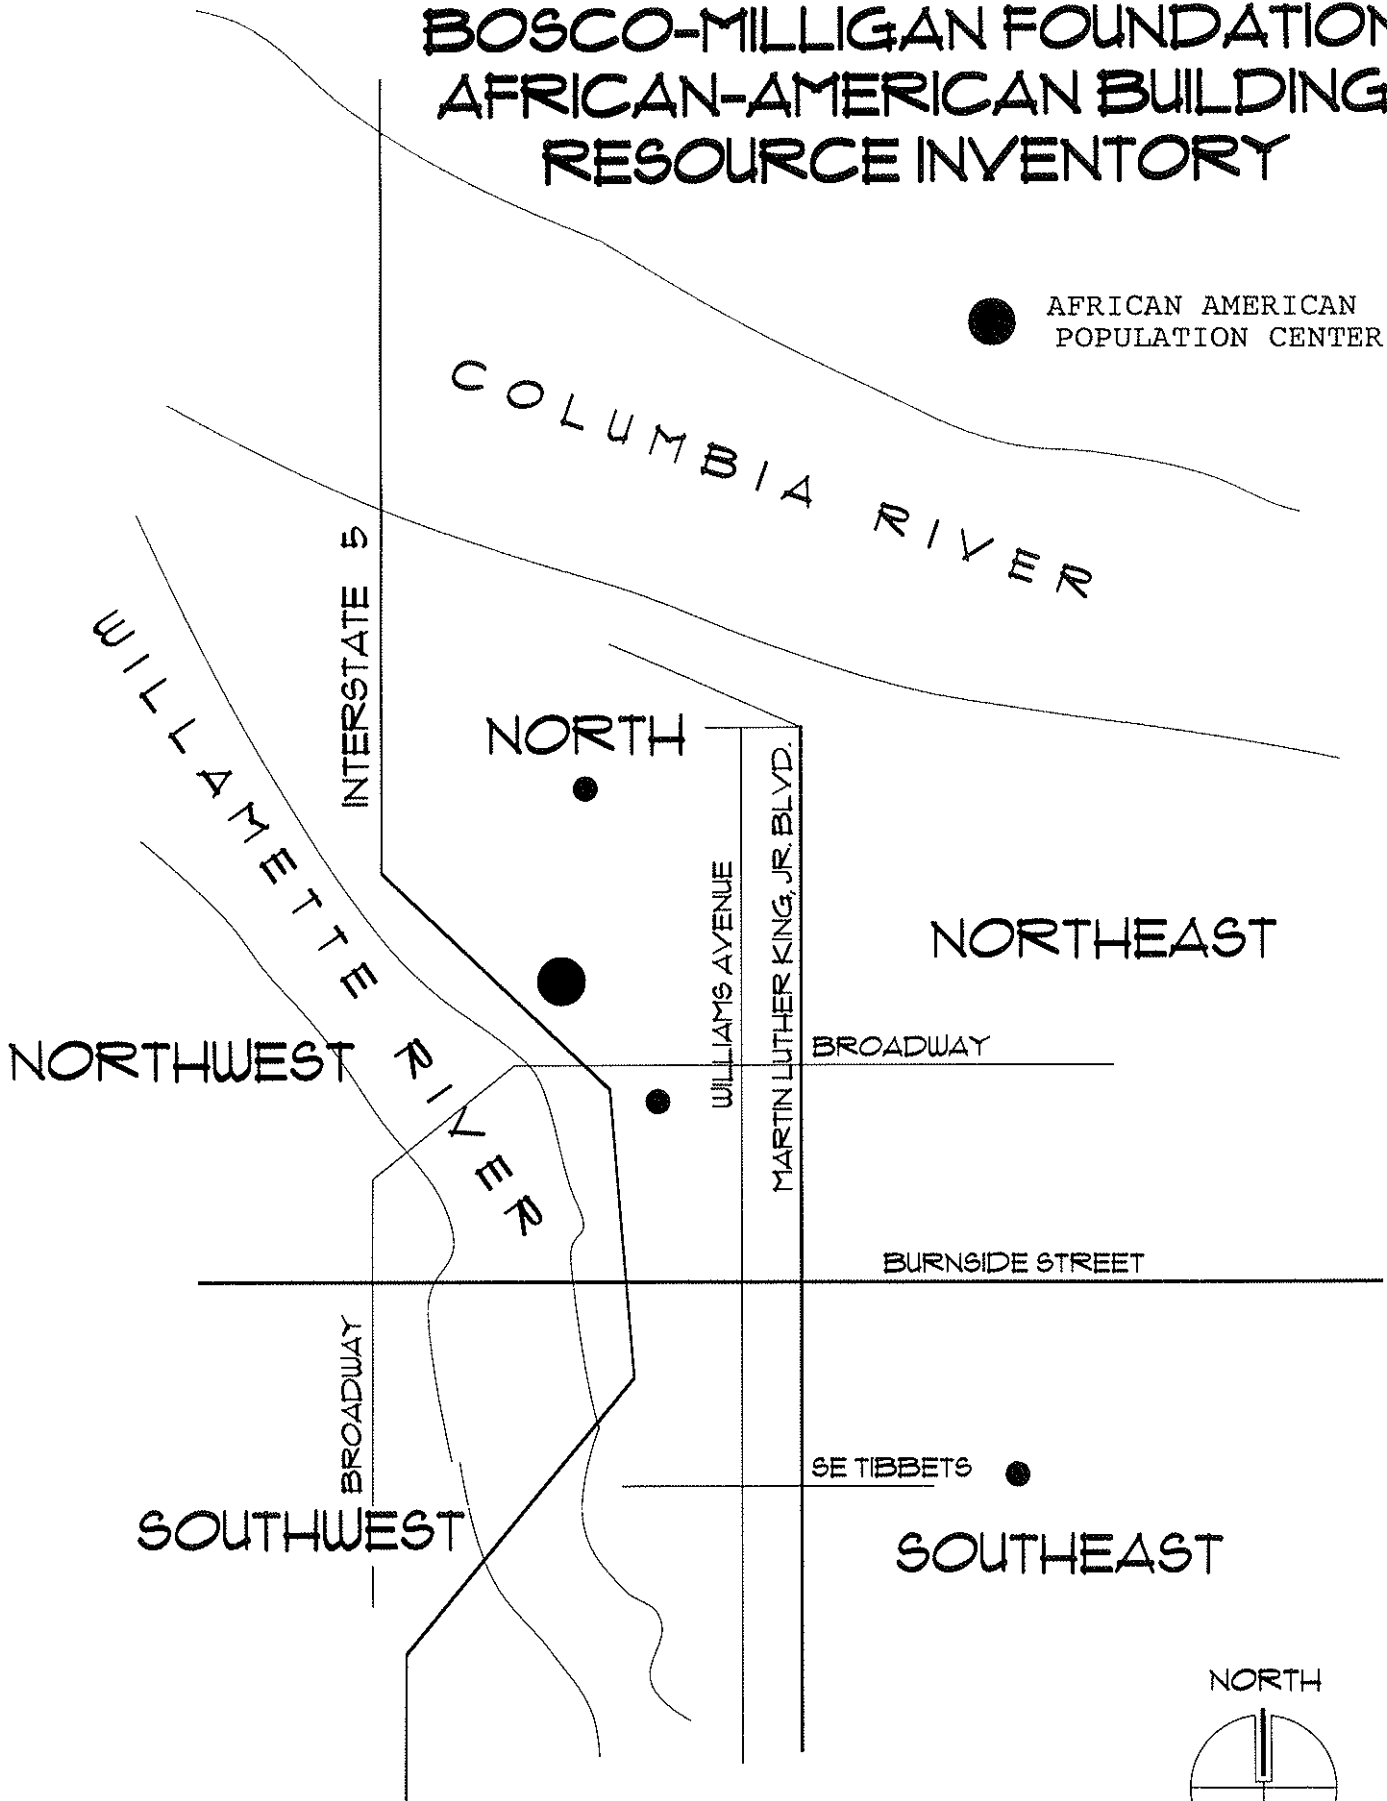 BOSCO-MILLIGAN FOUNDATION
AFRICAN-AMERICAN BUILDING
RESOURCE INVENTORY
AFRICAN AMERICAN
POPULATION CENTER
COLUMBIA RIVER
INTERSTATE 5
WILLAMETTE RIVER
NORTH
MARTIN LUTHER KING, JR. BLVD.
WILLIAMS AVENUE
NORTHEAST
NORTHWEST
BROADWAY
BURNSIDE STREET
BROADWAY
SE TIBBETS
SOUTHWEST
SOUTHEAST
NORTH